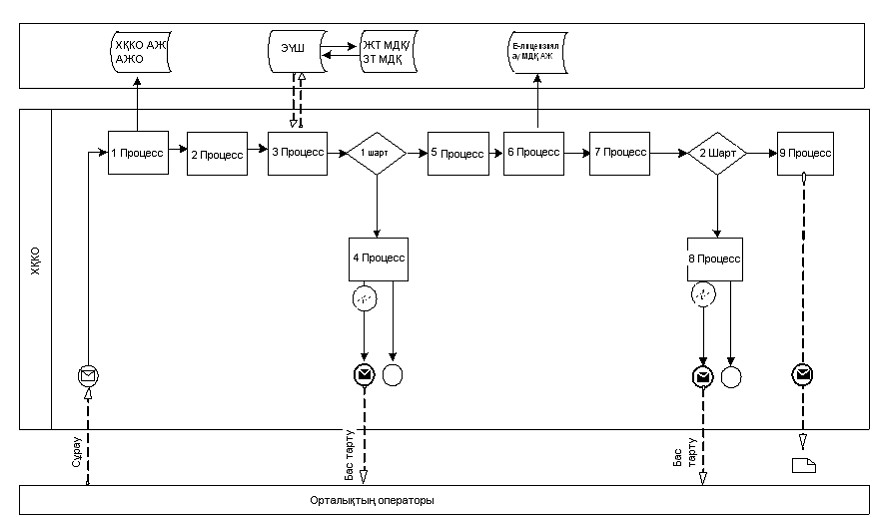 ХҚКО АЖ
АЖО
ЭҮШ
ЖТ МДҚ/
ЗТ МДҚ
Е-лицензиял
ау МДҚ АЖ
1 Процесс
2 Процесс
3 Процесс
1 шарт
5 Процесс
6 Процесс
7 Процесс
2 Шарт
9 Процесс
4 Процесс
8 Процесс
ХҚКО
Сұрау
Бас тарту
Бас
тарту
Орталықтың операторы